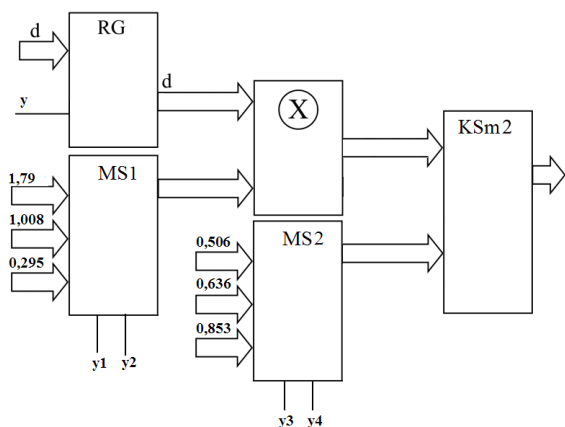 RG
d
d
y
X
KSm2
MS1
1,79
1,008
0,295
MS2
0,506
0,636
0,853
y1 y2
y3 y4